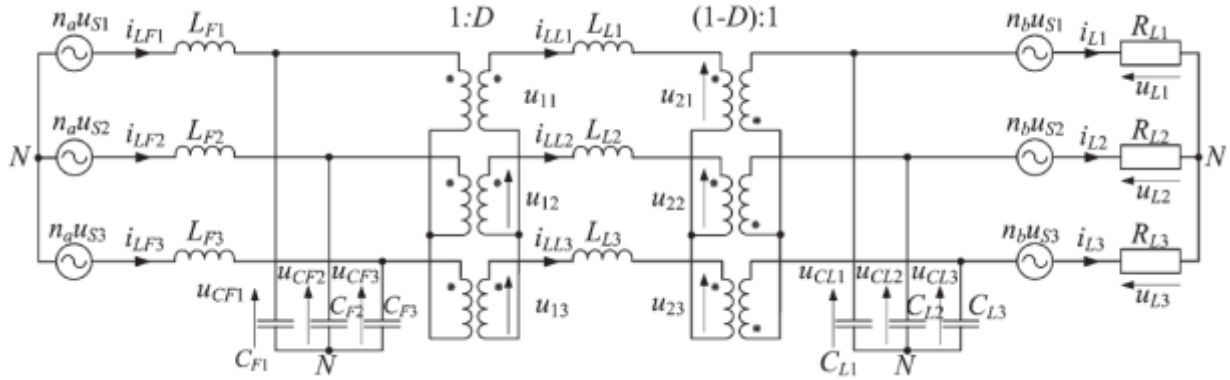 1:D (1-D):1
n_a u_S1 i_LF1 L_F1 i_LL1 L_L1 n_b u_S1 i_L1 R_L1
u_11 u_21 u_L1
n_a u_S2 i_LF2 L_F2 i_LL2 L_L2 n_b u_S2 i_L2 R_L2
N N
u_12 u_22 u_L2
n_a u_S3 i_LF3 L_F3 i_LL3 L_L3 n_b u_S3 i_L3 R_L3
u_CF1 u_CF2 u_CF3 u_13 u_23 u_CL1 u_CL2 u_CL3 u_L3
C_F2 C_F3 C_L2 C_L3
C_F1 N C_L1 N